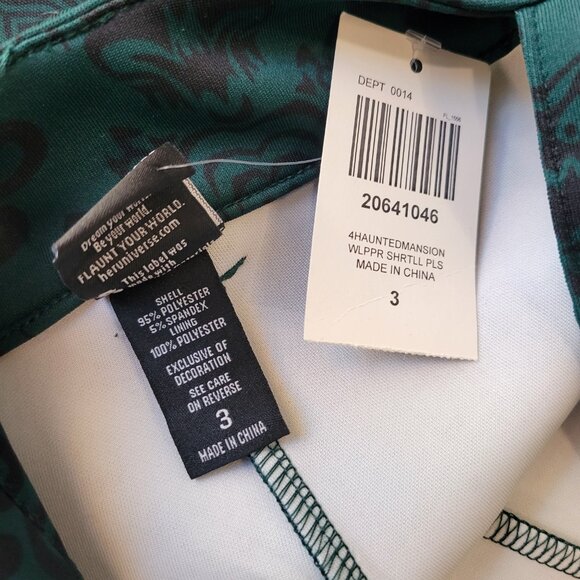 DEPT 0014
FL_1556
20641046
4HAUNTEDMANSION
WLPPR SHRTLL PLS
MADE IN CHINA
3
Dream your World.
Be your world.
FLAUNT YOUR WORLD.
heruniverse.com
This label was
SHELL
95% POLYESTER
5% SPANDEX
LINING
100% POLYESTER
EXCLUSIVE OF
DECORATION
SEE CARE
ON REVERSE
3
MADE IN CHINA